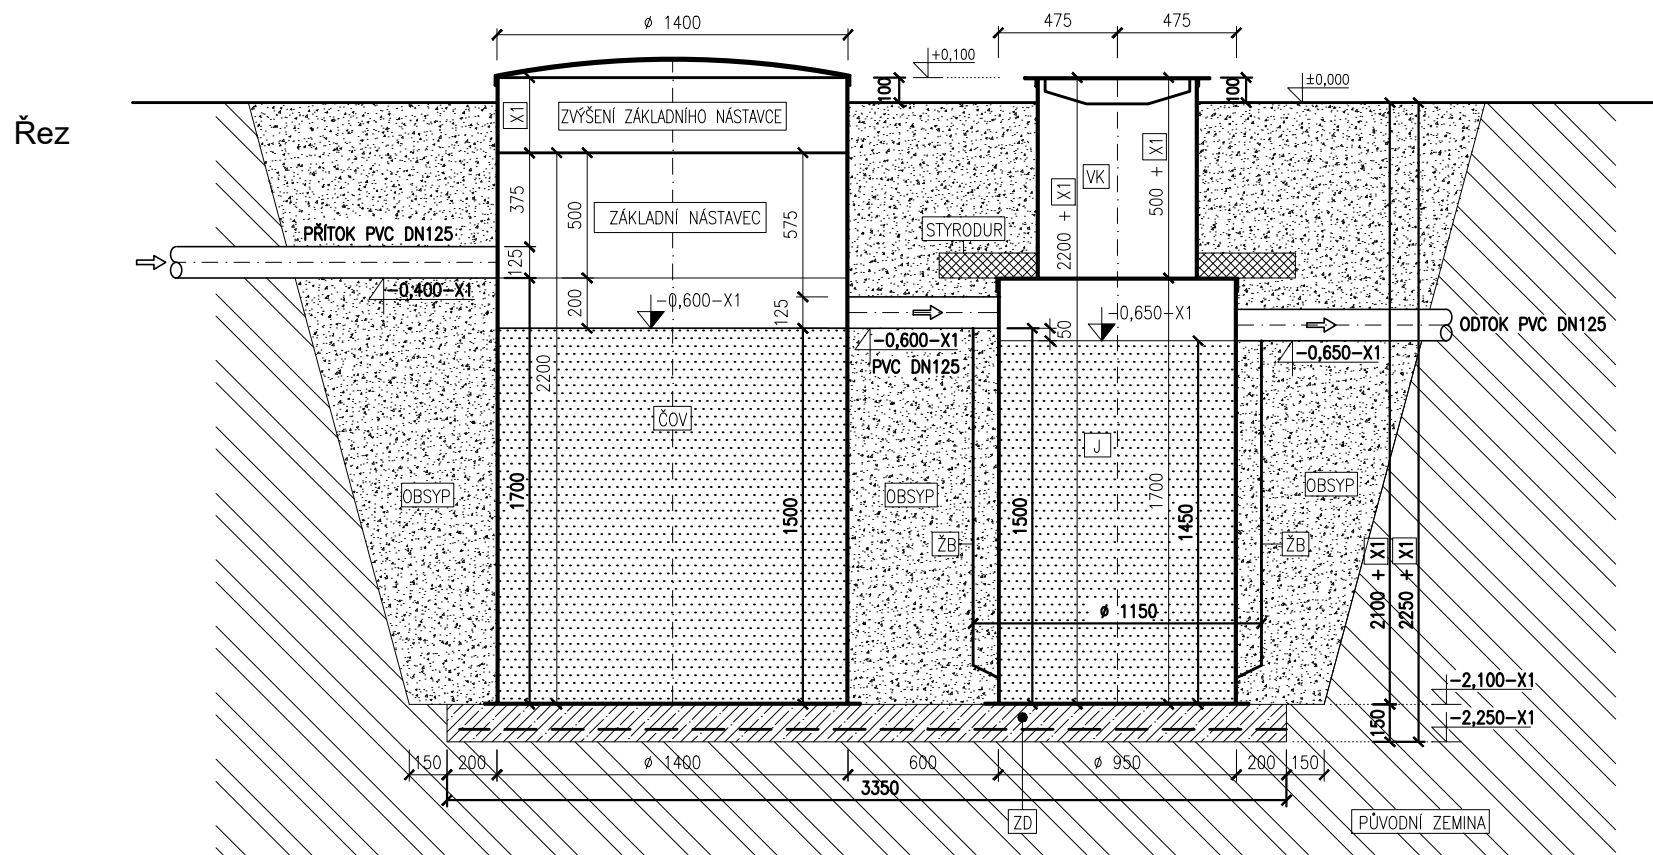 ø 1400
475
475
+0,100
±0,000
100
100
Řez
X1
ZVÝŠENÍ ZÁKLADNÍHO NÁSTAVCE
375
500
ZÁKLADNÍ NÁSTAVEC
575
VK
2200 + X1
500 + X1
STYRODUR
PŘÍTOK PVC DN125
125
-0,400-X1
200
-0,600-X1
125
-0,600-X1
PVC DN125
50
-0,650-X1
ODTOK PVC DN125
-0,650-X1
2200
ČOV
J
OBSYP
1700
1500
OBSYP
1500
1700
1450
OBSYP
ŽB
ŽB
ø 1150
2100 + X1
2250 + X1
-2,100-X1
150
-2,250-X1
150
200
ø 1400
600
ø 950
200
150
3350
ZD
PŮVODNÍ ZEMINA